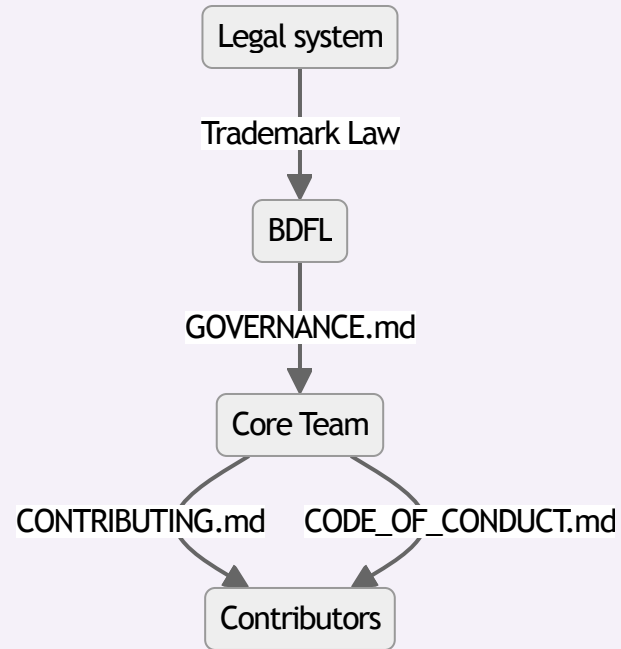 Legal system
Trademark Law
BDFL
GOVERNANCE.md
Core Team
CONTRIBUTING.md
CODE_OF_CONDUCT.md
Contributors